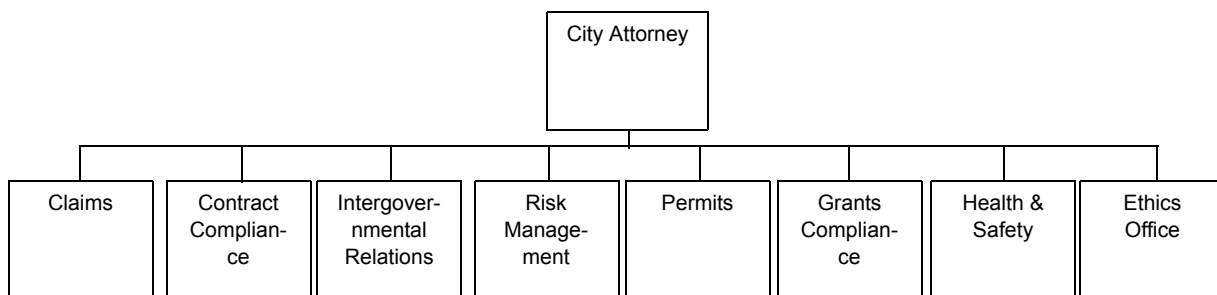 City Attorney
Claims
Contract
Complian-
ce
Intergover-
nmental
Relations
Risk
Manage-
ment
Permits
Grants
Complian-
ce
Health &
Safety
Ethics
Office